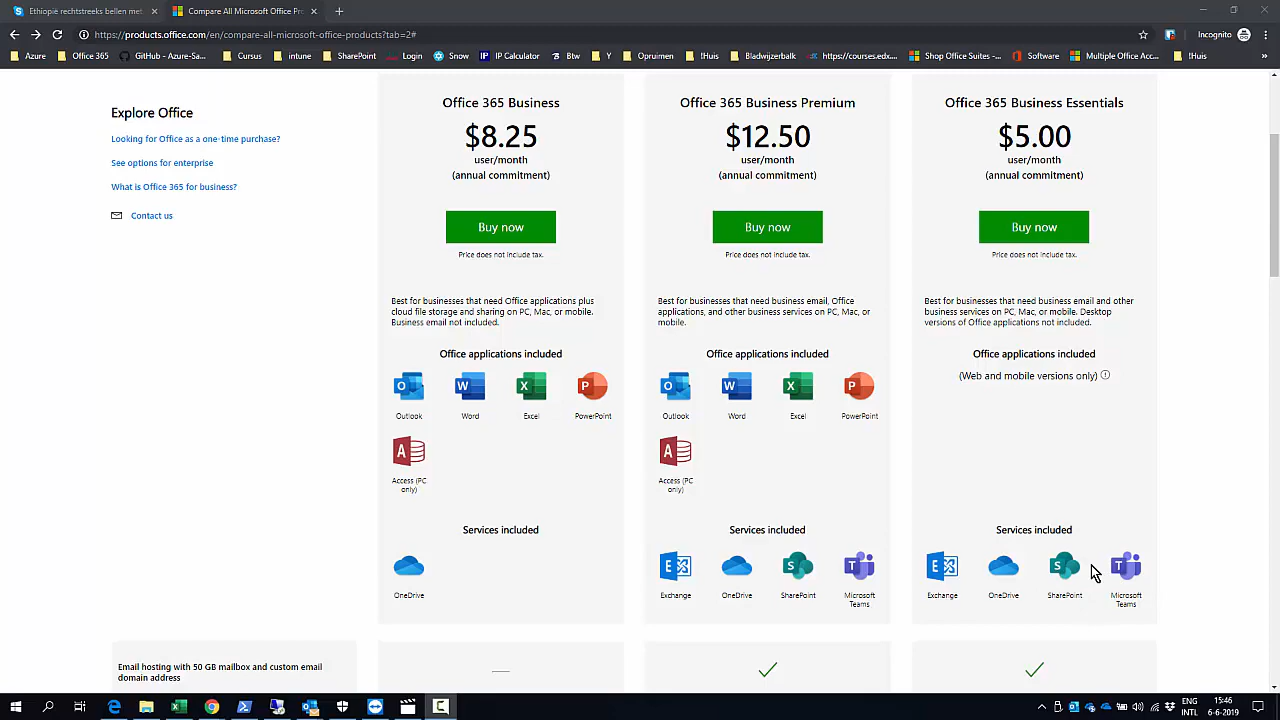 Ethiopië rechtstreeks bellen met
Compare All Microsoft Office Pro
https://products.office.com/en/compare-all-microsoft-office-products?tab=2#
Incognito
Azure
Office 365
GitHub - Azure-Sa...
Cursus
intune
SharePoint
Login
Snow
IP Calculator
Btw
Y
Opruimen
IHuis
Bladwijzerbalk
https://courses.edx...
Shop Office Suites -...
Software
Multiple Office Acc...
IHuis
Explore Office
Looking for Office as a one-time purchase?
See options for enterprise
What is Office 365 for business?
Contact us
Office 365 Business
$8.25
user/month
(annual commitment)
Buy now
Price does not include tax.
Best for businesses that need Office applications plus
cloud file storage and sharing on PC, Mac, or mobile.
Business email not included.
Office applications included
Outlook
Word
Excel
PowerPoint
Access (PC
only)
Services included
OneDrive
Office 365 Business Premium
$12.50
user/month
(annual commitment)
Buy now
Price does not include tax.
Best for businesses that need business email, Office
applications, and other business services on PC, Mac, or
mobile.
Office applications included
Outlook
Word
Excel
PowerPoint
Access (PC
only)
Services included
Exchange
OneDrive
SharePoint
Microsoft
Teams
Office 365 Business Essentials
$5.00
user/month
(annual commitment)
Buy now
Price does not include tax.
Best for businesses that need business email and other
business services on PC, Mac, or mobile. Desktop
versions of Office applications not included.
Office applications included
(Web and mobile versions only)
Services included
Exchange
OneDrive
SharePoint
Microsoft
Teams
Email hosting with 50 GB mailbox and custom email
domain address
ENG
INTL
15:46
6-6-2019